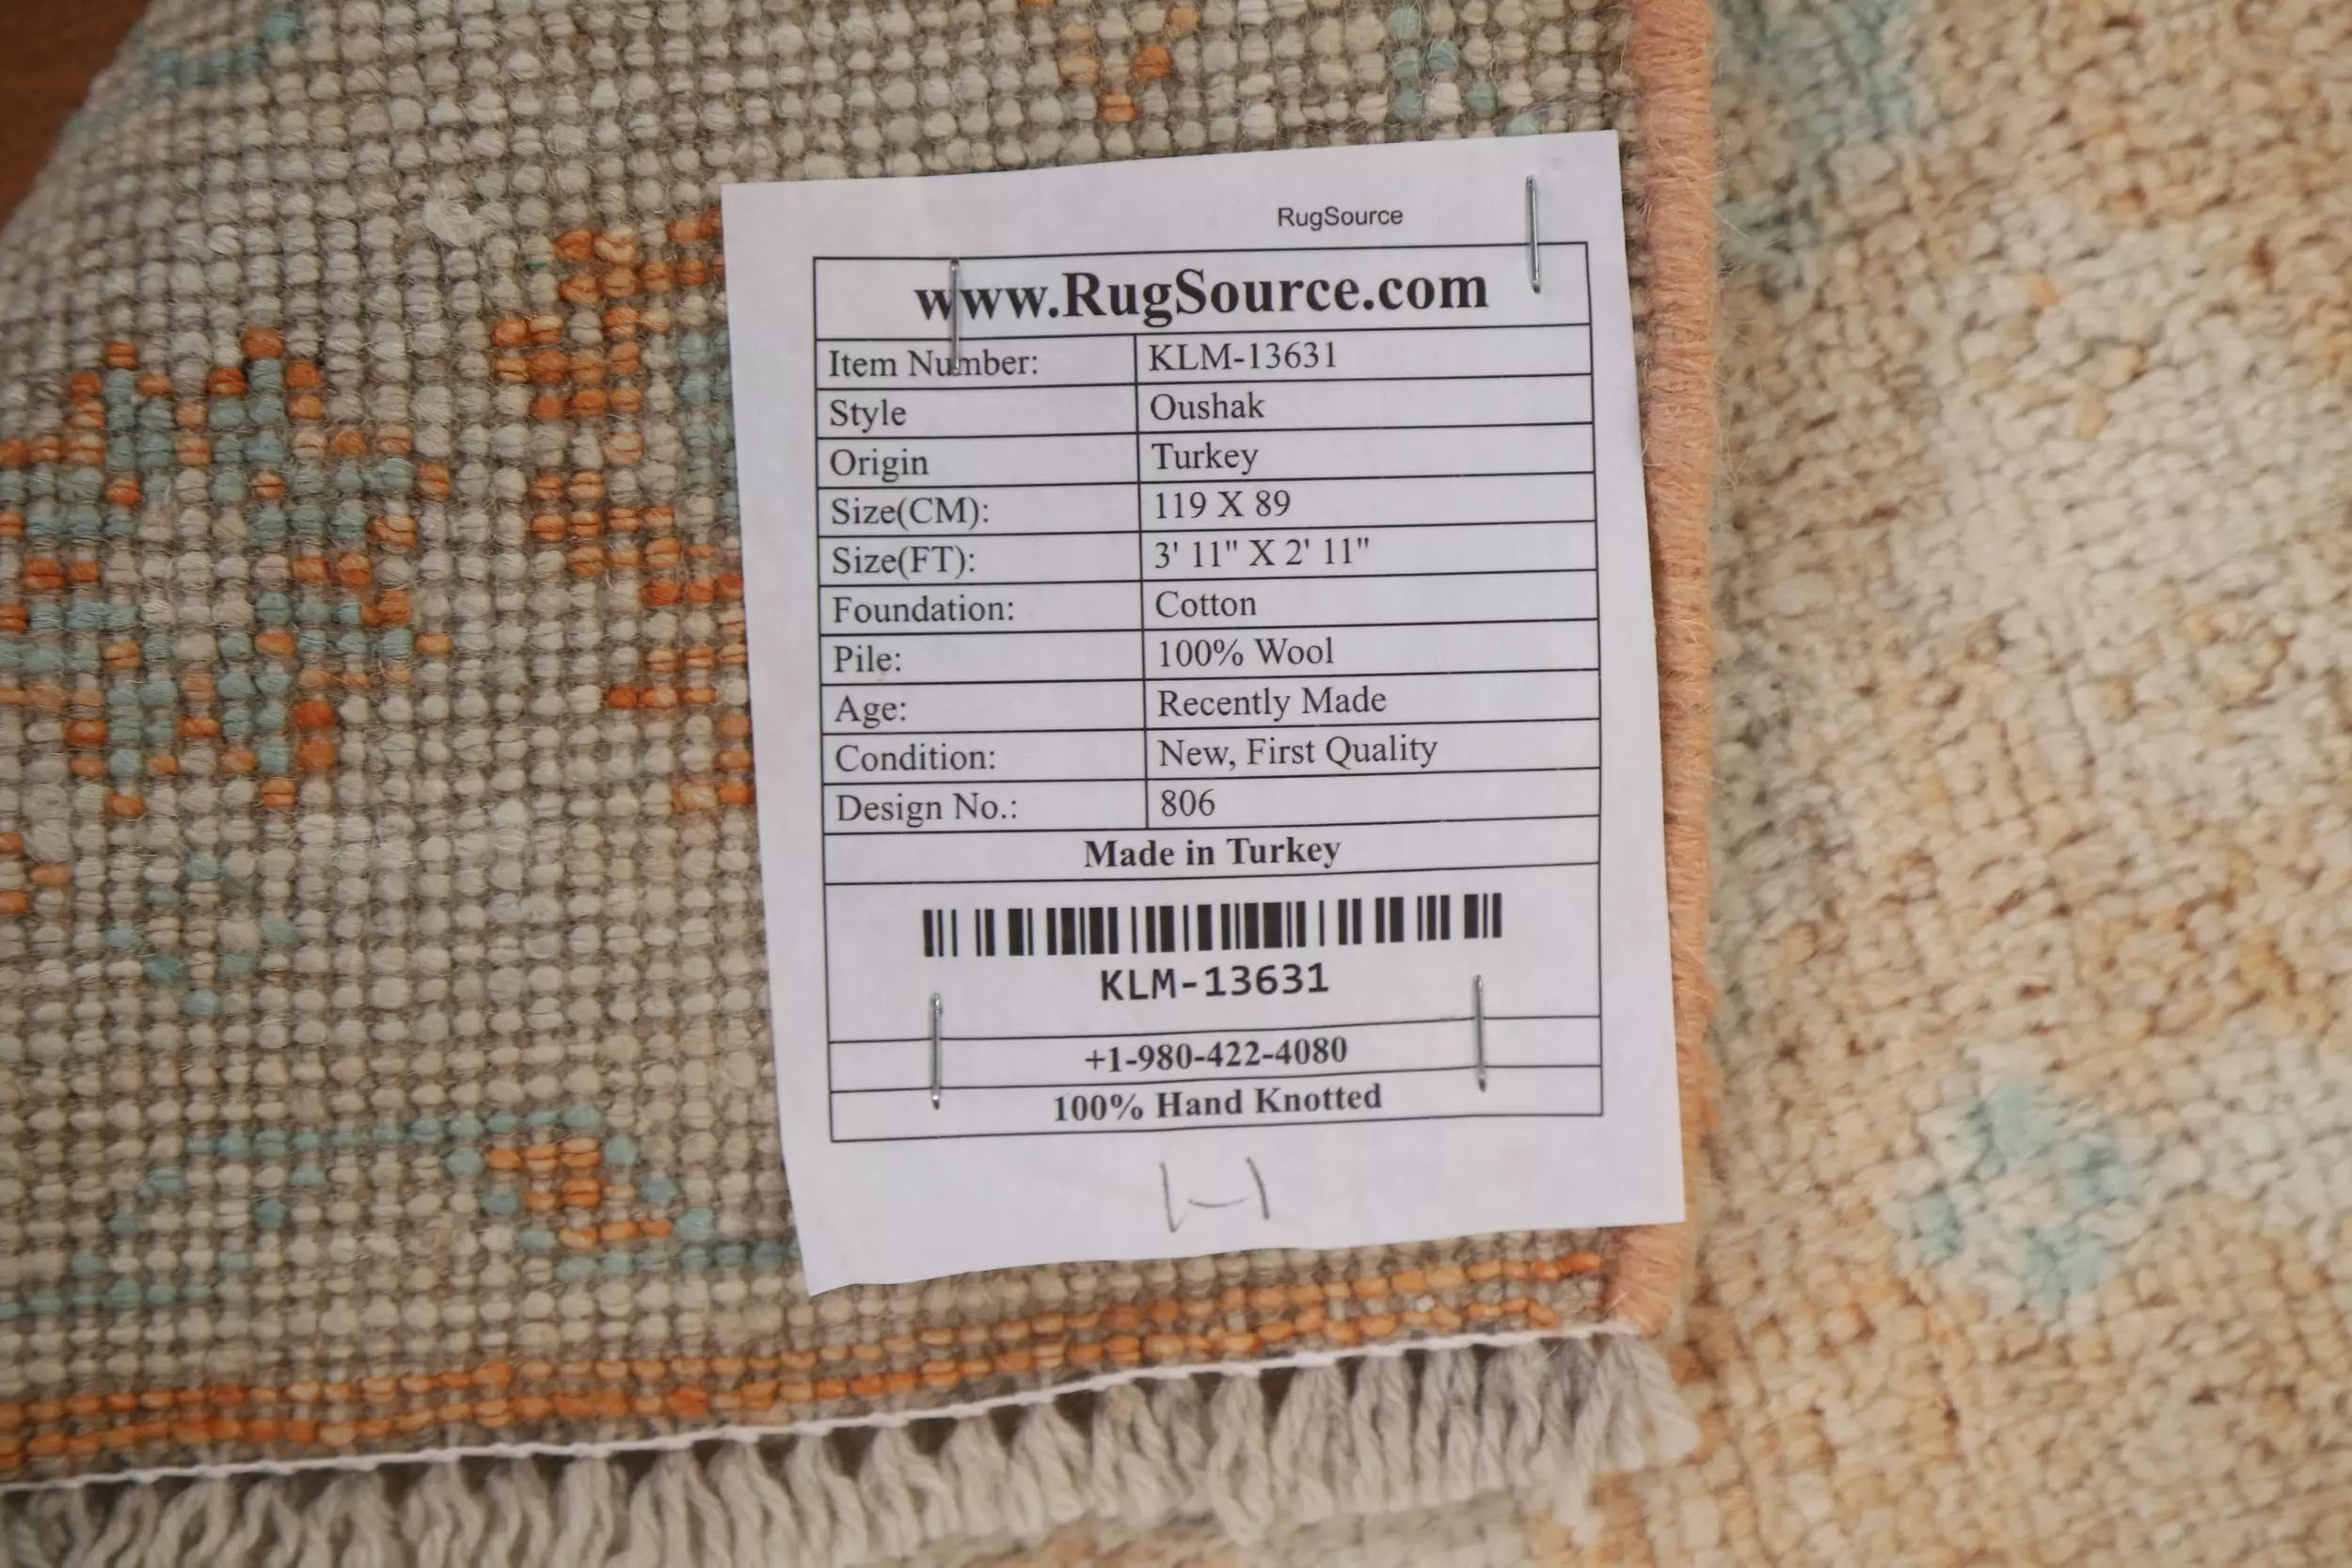 RugSource
www.RugSource.com
Item Number: KLM-13631
Style Oushak
Origin Turkey
Size(CM): 119 X 89
Size(FT): 3' 11" X 2' 11"
Foundation: Cotton
Pile: 100% Wool
Age: Recently Made
Condition: New, First Quality
Design No.: 806
Made in Turkey
KLM-13631
+1-980-422-4080
100% Hand Knotted